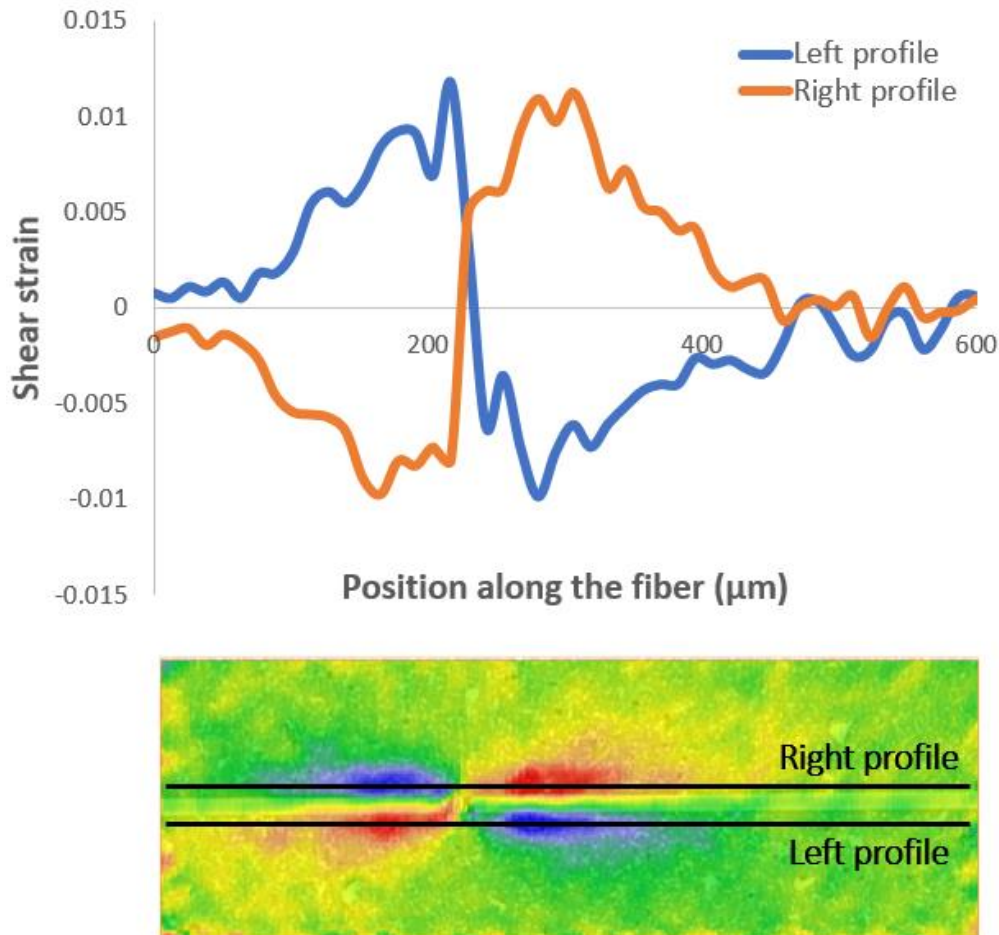 0.015
Left profile
Right profile
0.01
0.005
Shear strain
0
0 200 400 600
-0.005
-0.01
-0.015
Position along the fiber (µm)
Right profile
Left profile